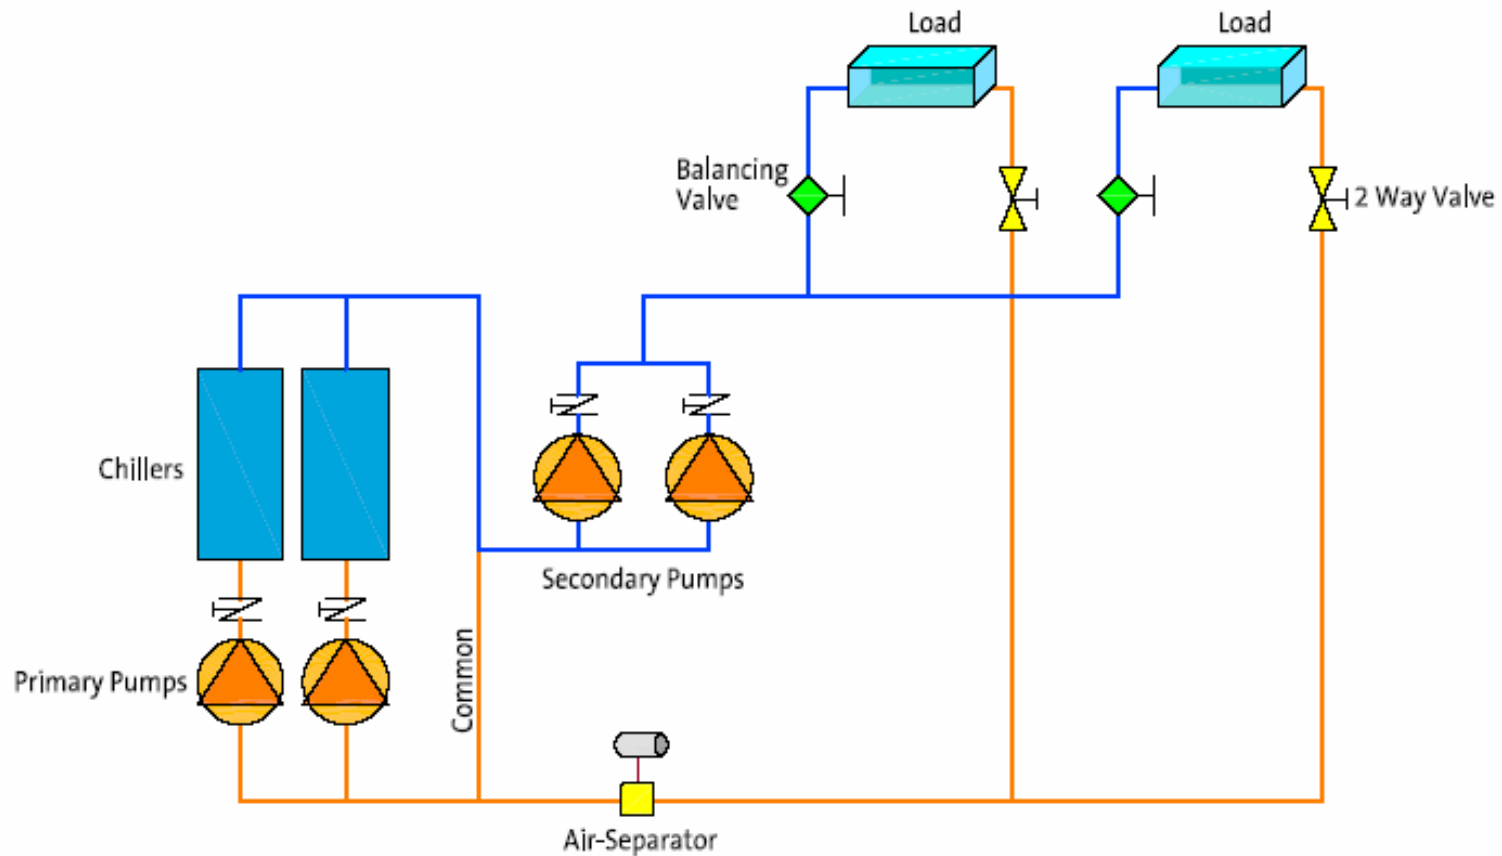 Load
Load
Balancing
Valve
2 Way Valve
Chillers
Secondary Pumps
Primary Pumps
Common
Air-Separator